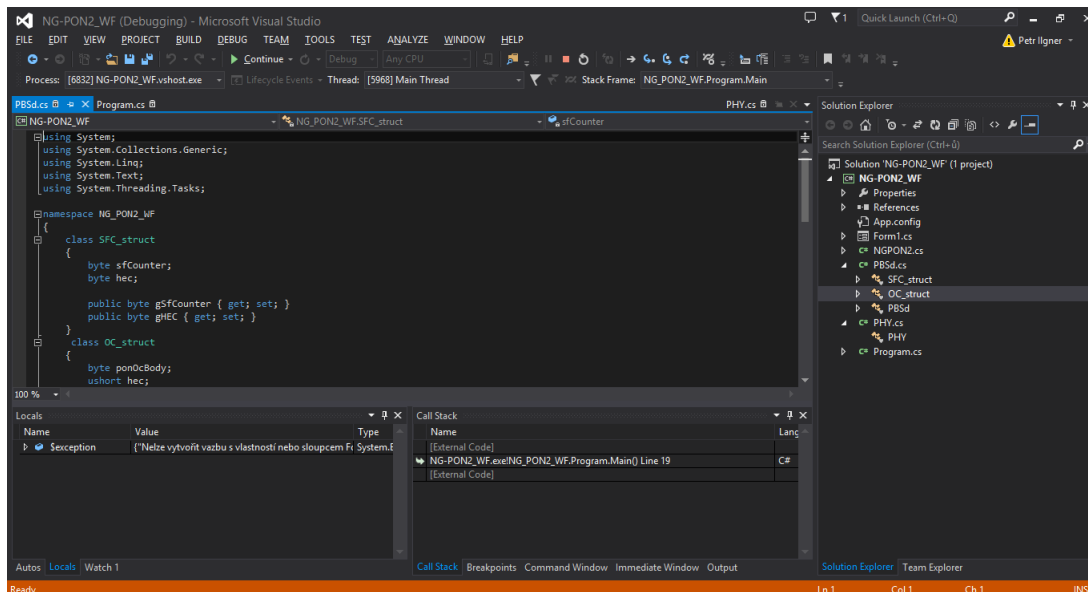 NG-PON2_WF (Debugging) - Microsoft Visual Studio
1 Quick Launch (Ctrl+Q)
FILE EDIT VIEW PROJECT BUILD DEBUG TEAM TOOLS TEST ANALYZE WINDOW HELP
Petr Ilgner
Continue Debug Any CPU
Process: [6832] NG-PON2_WF.vshost.exe Lifecycle Events Thread: [5968] Main Thread Stack Frame: NG_PON2_WF.Program.Main
PBSd.cs Program.cs PHY.cs
NG-PON2_WF NG_PON2_WF.SFC_struct sfCounter
using System;
using System.Collections.Generic;
using System.Linq;
using System.Text;
using System.Threading.Tasks;
namespace NG_PON2_WF
{
class SFC_struct
{
byte sfCounter;
byte hec;
public byte gSfCounter { get; set; }
public byte gHEC { get; set; }
}
class OC_struct
{
byte ponOcBody;
ushort hec;
100 %
Solution Explorer
Search Solution Explorer (Ctrl+ů)
Solution 'NG-PON2_WF' (1 project)
C# NG-PON2_WF
Properties
References
App.config
Form1.cs
C# NGPON2.cs
C# PBSd.cs
SFC_struct
OC_struct
PBSd
C# PHY.cs
PHY
C# Program.cs
Locals
Name Value Type
$exception {"Nelze vytvořit vazbu s vlastností nebo sloupcem System.E
Autos Locals Watch 1
Call Stack
Name Lang
[External Code]
NG-PON2_WF.exe!NG_PON2_WF.Program.Main() Line 19 C#
[External Code]
Call Stack Breakpoints Command Window Immediate Window Output
Solution Explorer Team Explorer
Ready Ln 1 Col 1 Ch 1 INS